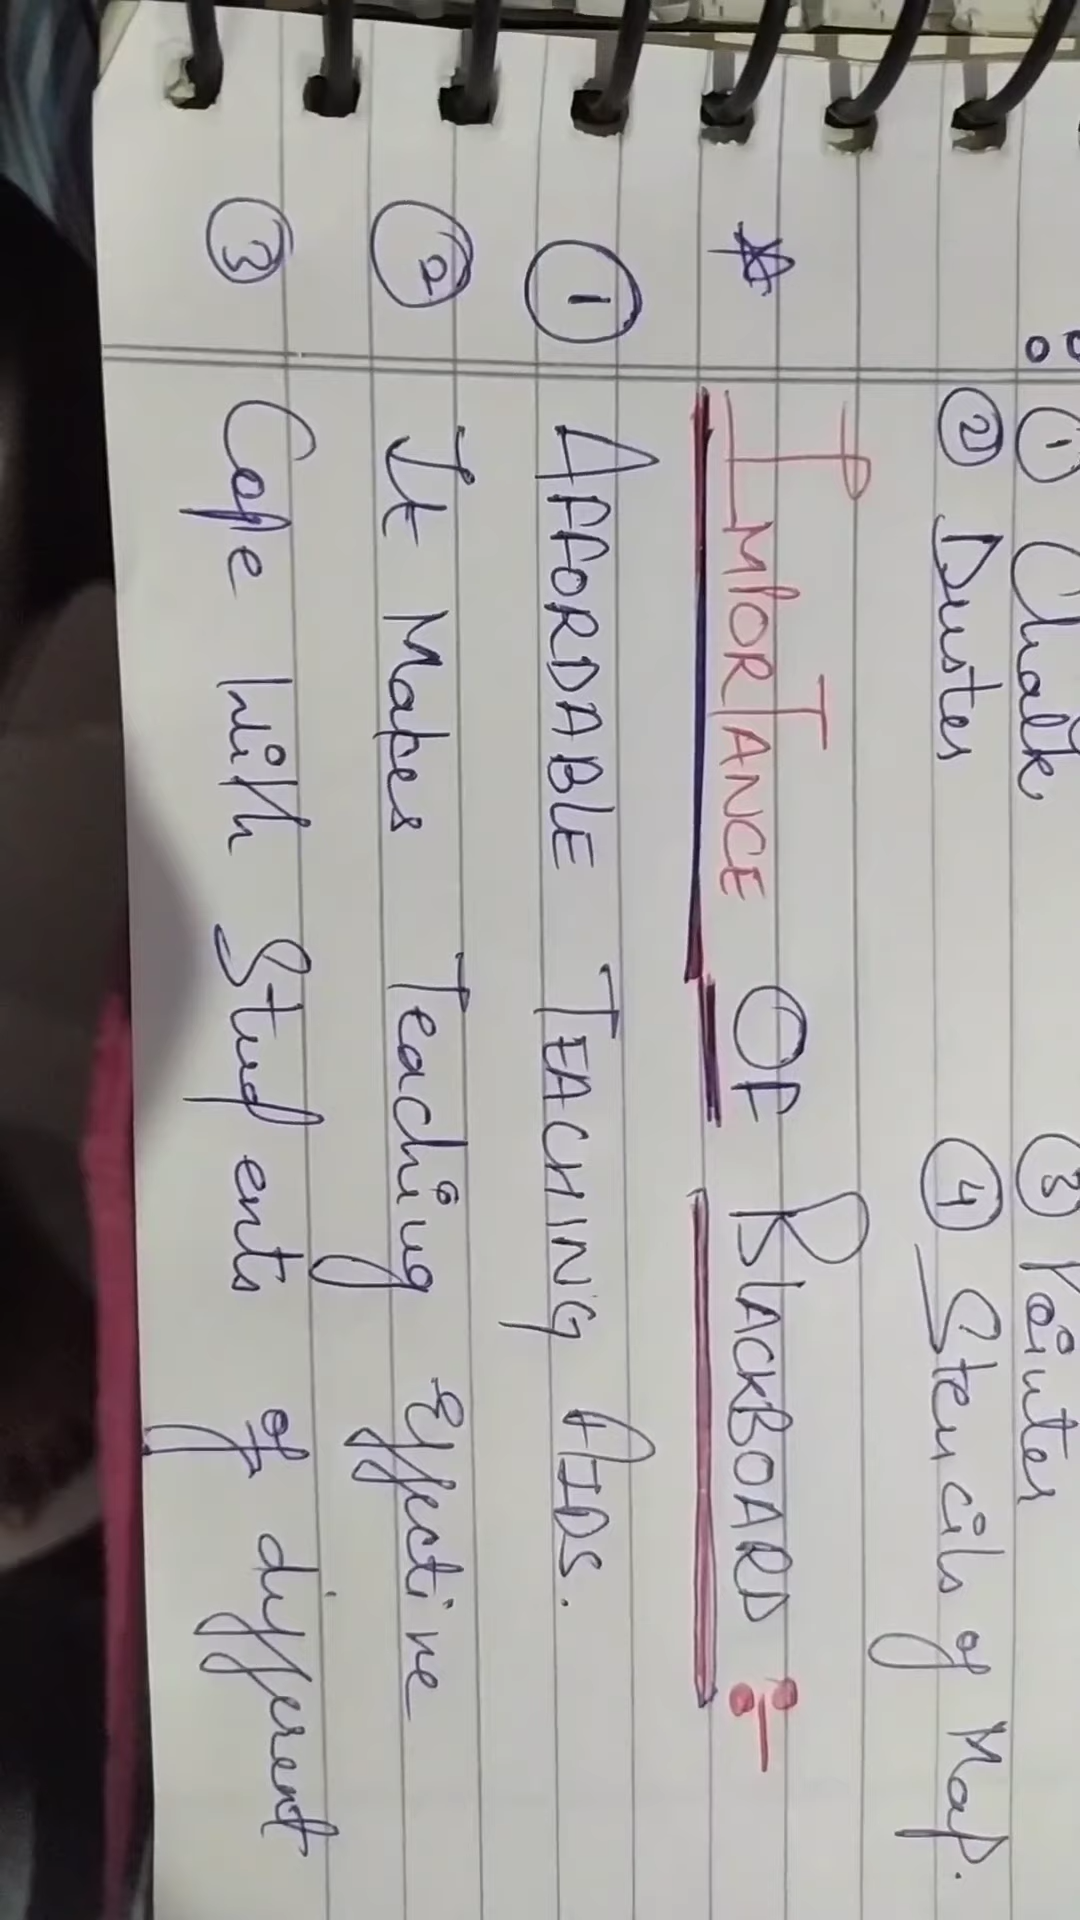 ① Chalk ③ Pointer
② Duster ④ Stencils of Map.
☆ IMPORTANCE OF BLACKBOARD :-
① AFFORDABLE TEACHING AIDS.
② It Makes Teaching Effective
③ Cope With Students of different